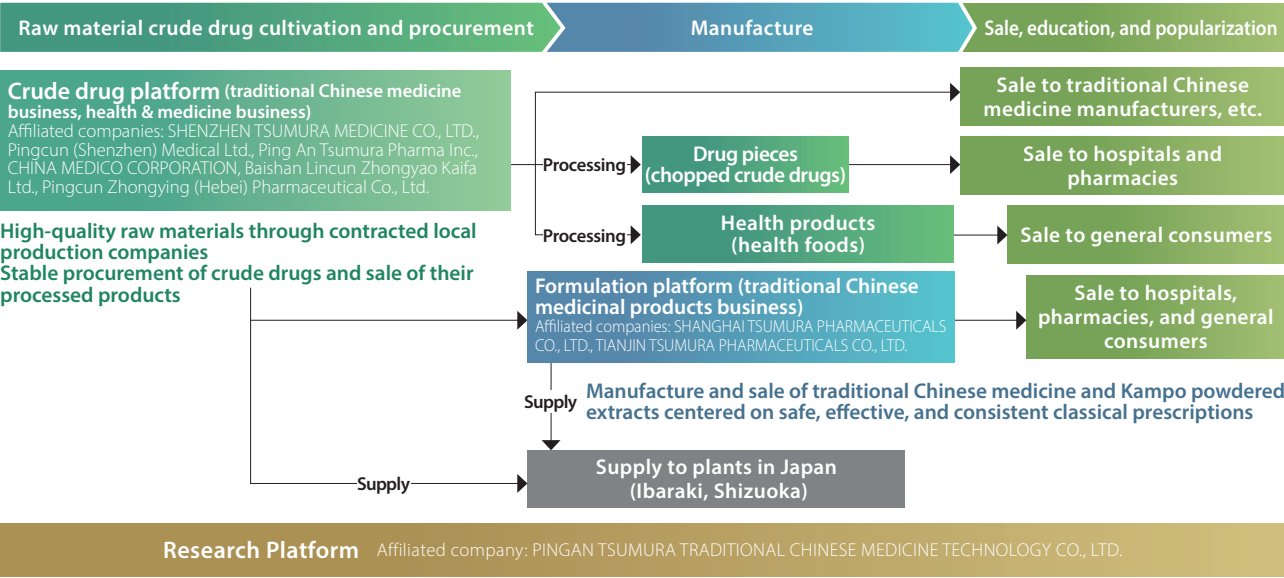 Raw material crude drug cultivation and procurement
Manufacture
Sale, education, and popularization
Crude drug platform (traditional Chinese medicine
business, health & medicine business)
Affiliated companies: SHENZHEN TSUMURA MEDICINE CO., LTD.,
Pingcun (Shenzhen) Medical Ltd., Ping An Tsumura Pharma Inc.,
CHINA MEDICO CORPORATION, Baishan Lincun Zhongyao Kaifa
Ltd., Pingcun Zhongying (Hebei) Pharmaceutical Co., Ltd.
High-quality raw materials through contracted local
production companies
Stable procurement of crude drugs and sale of their
processed products
Sale to traditional Chinese
medicine manufacturers, etc.
Processing
Drug pieces
(chopped crude drugs)
Sale to hospitals and
pharmacies
Processing
Health products
(health foods)
Sale to general consumers
Formulation platform (traditional Chinese
medicinal products business)
Affiliated companies: SHANGHAI TSUMURA PHARMACEUTICALS
CO., LTD., TIANJIN TSUMURA PHARMACEUTICALS CO., LTD.
Sale to hospitals,
pharmacies, and general
consumers
Supply
Manufacture and sale of traditional Chinese medicine and Kampo powdered
extracts centered on safe, effective, and consistent classical prescriptions
Supply
Supply to plants in Japan
(Ibaraki, Shizuoka)
Research Platform Affiliated company: PINGAN TSUMURA TRADITIONAL CHINESE MEDICINE TECHNOLOGY CO., LTD.